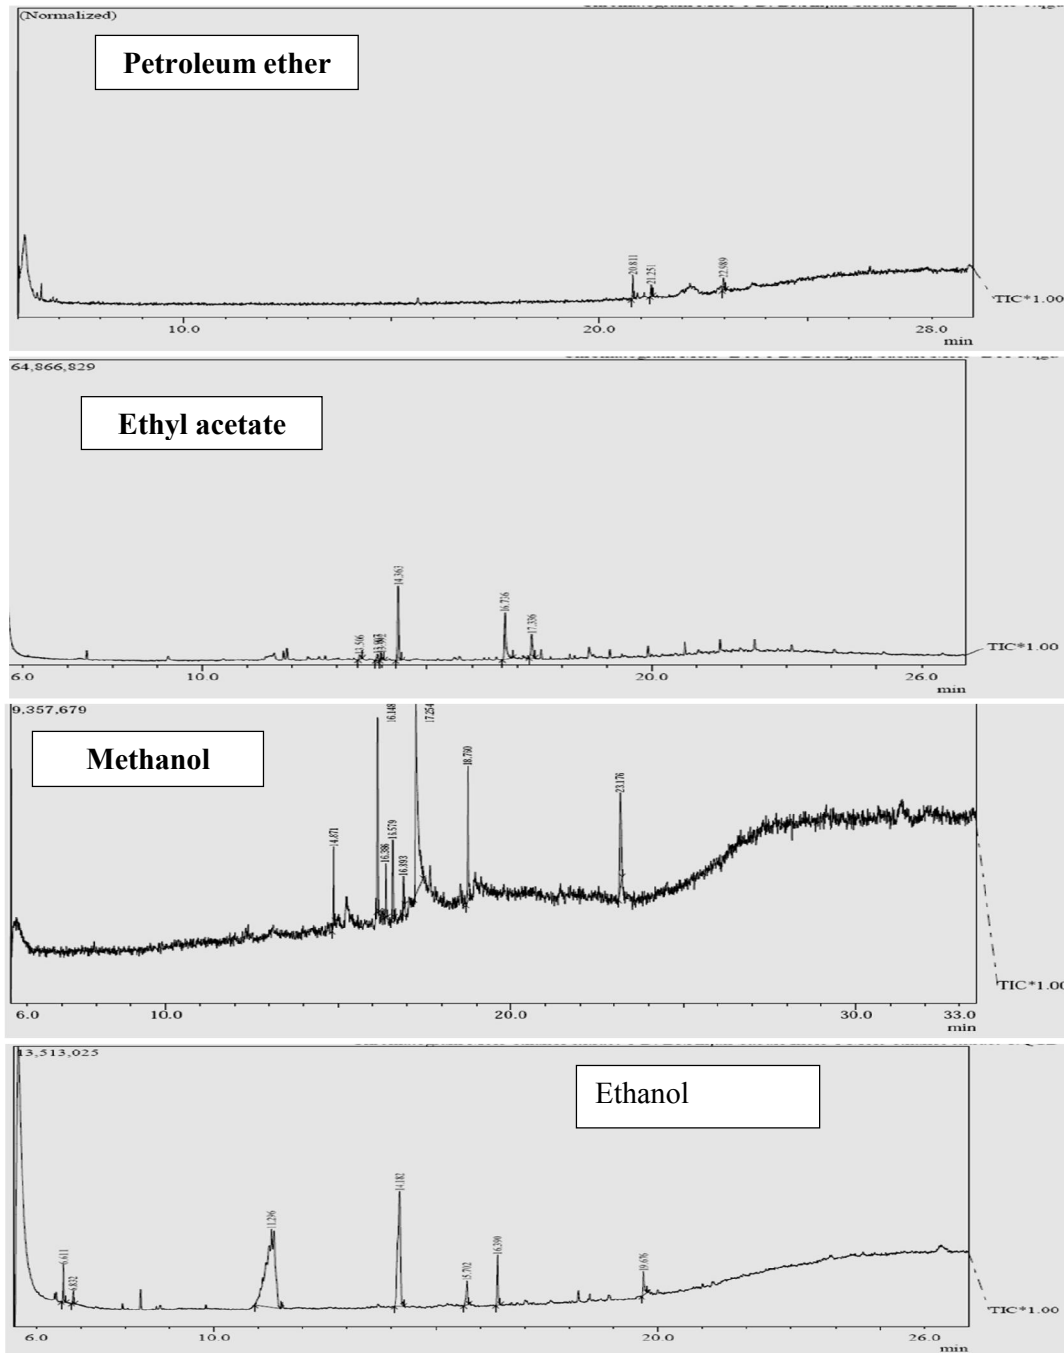 (Normalized)
Petroleum ether
20.811
21.251
22.989
TIC*1.00
10.0 20.0 28.0
min
64,866,829
Ethyl acetate
13.506
14.363
16.736
17.336
TIC*1.00
6.0 10.0 20.0 26.0
min
9,357,679
Methanol
14.871
16.148
16.386
16.579
16.893
17.254
18.760
23.176
TIC*1.00
6.0 10.0 20.0 30.0 33.0
min
13,513,025
Ethanol
6.611
6.832
11.296
14.182
15.702
16.390
19.676
TIC*1.00
6.0 10.0 20.0 26.0
min